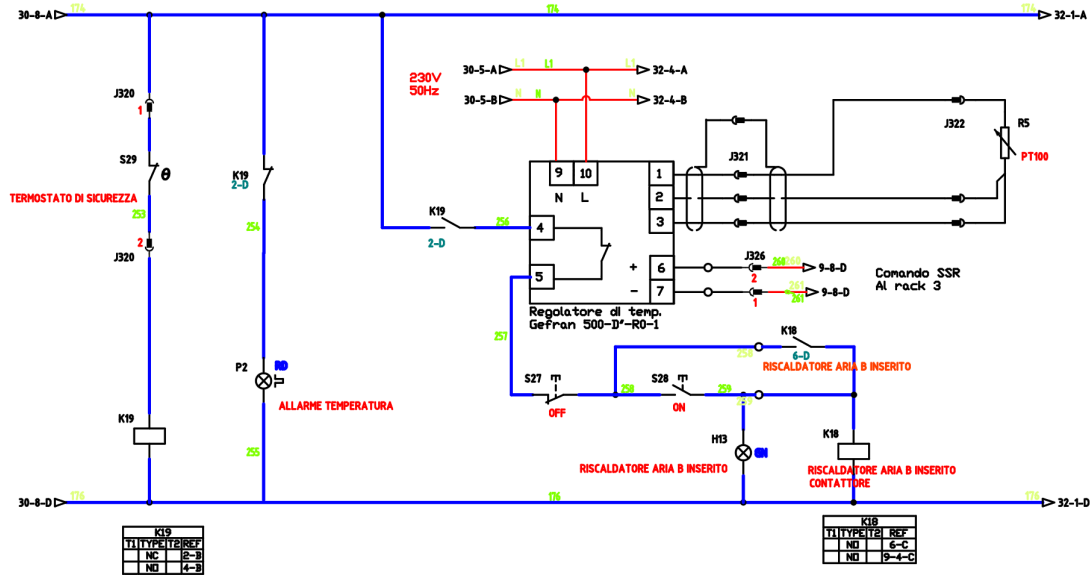 30-8-A
174
174
174
32-1-A
30-5-A
L1
L1
L1
32-4-A
230V
50Hz
30-5-B
N
N
N
32-4-B
J320
1
S29
θ
TERMOSTATO DI SICUREZZA
253
2
J320
K19
K19
2-D
254
P2
RD
ALLARME TEMPERATURA
255
K19
2-D
256
9
10
N
L
4
5
1
2
3
6
7
+
-
Regolatore di temp.
Gefran 500-D'-R0-1
J321
J322
R5
PT100
J326
268
268
2
9-8-D
261
261
1
9-8-D
Comando SSR
Al rack 3
257
S27
OFF
258
S28
ON
259
259
258
K18
6-D
RISCALDATORE ARIA B INSERITO
H13
GN
RISCALDATORE ARIA B INSERITO
K18
RISCALDATORE ARIA B INSERITO
CONTATTORE
30-8-D
176
176
176
32-1-D
K19
T1 TYPE T2 REF
NC 2-B
NO 4-B
K18
T1 TYPE T2 REF
NO 6-C
NO 9-4-C